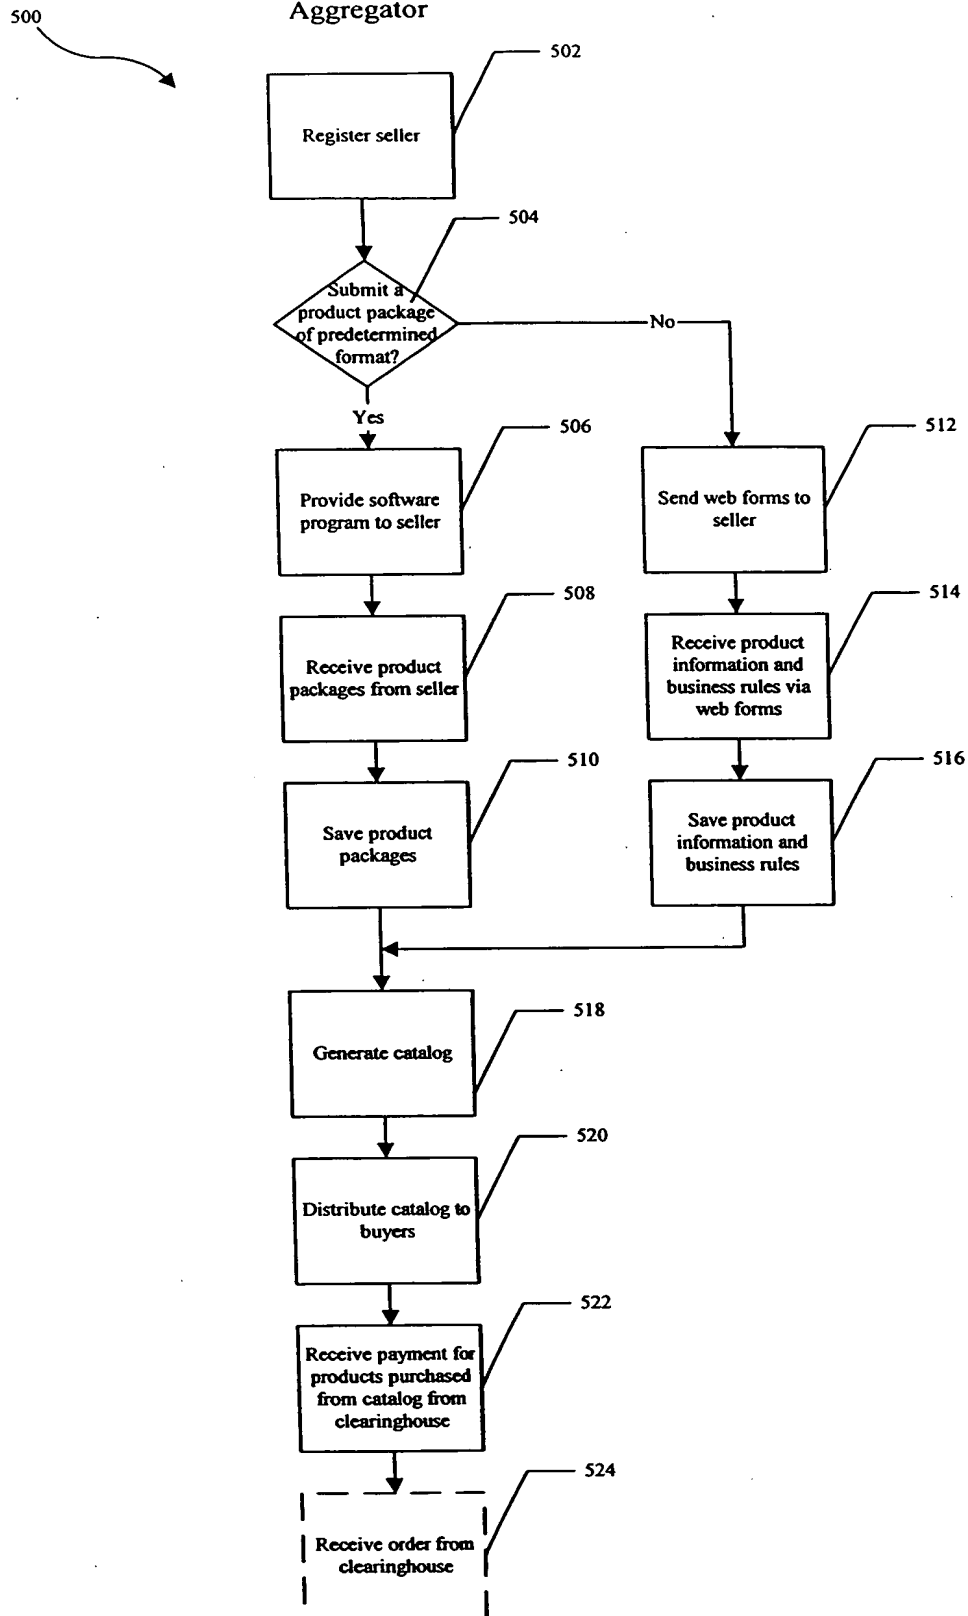 500
Aggregator
502
Register seller
504
Submit a
product package
of predetermined
format?
No
Yes
506
Provide software
program to seller
512
Send web forms to
seller
508
Receive product
packages from seller
514
Receive product
information and
business rules via
web forms
510
Save product
packages
516
Save product
information and
business rules
518
Generate catalog
520
Distribute catalog to
buyers
522
Receive payment for
products purchased
from catalog from
clearinghouse
524
Receive order from
clearinghouse